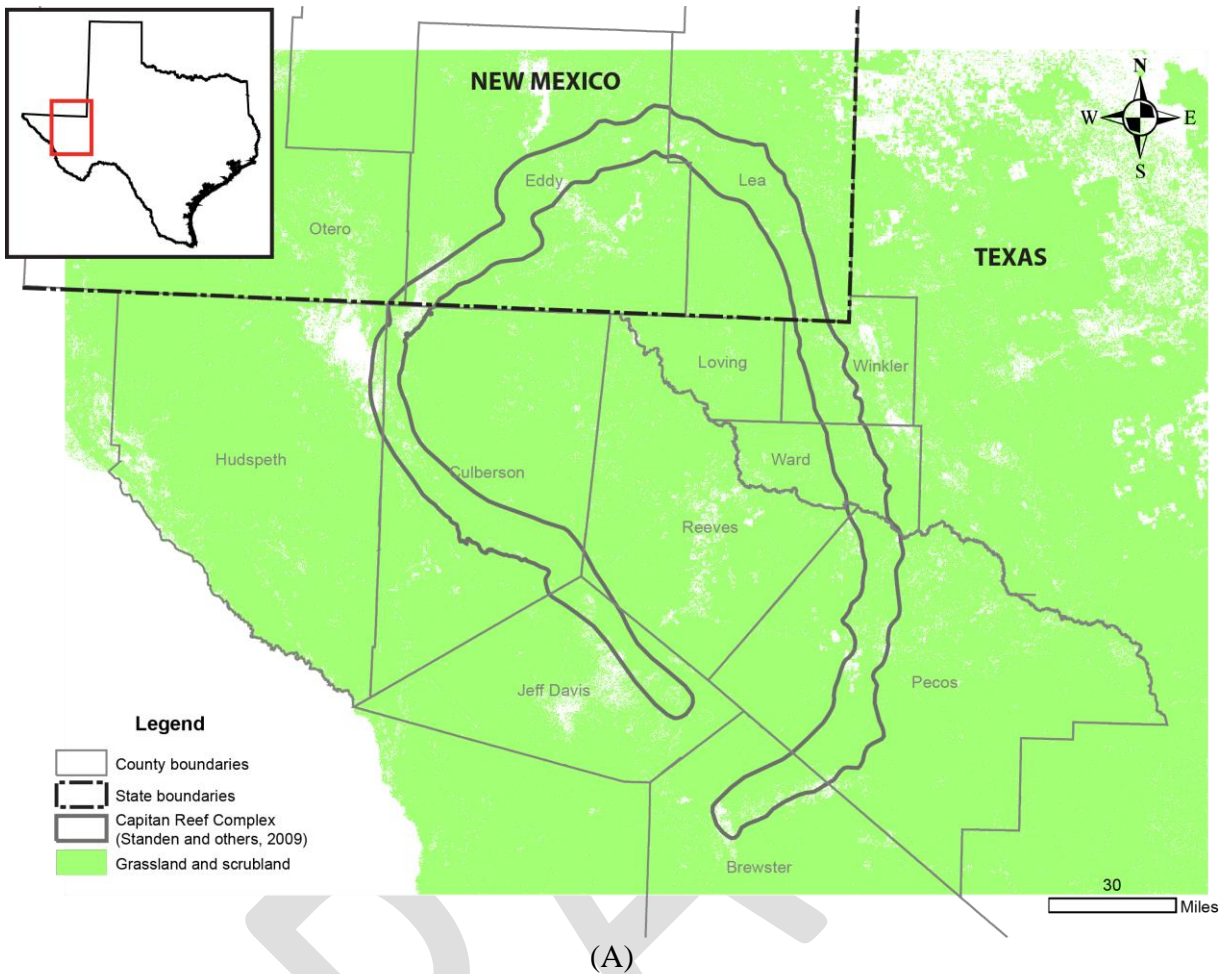 NEW MEXICO
N
W E
S
Eddy
Lea
Otero
TEXAS
Loving
Winkler
Hudspeth
Culberson
Ward
Reeves
Jeff Davis
Pecos
Brewster
Legend
County boundaries
State boundaries
Capitan Reef Complex
(Standen and others, 2009)
Grassland and scrubland
30
Miles
(A)